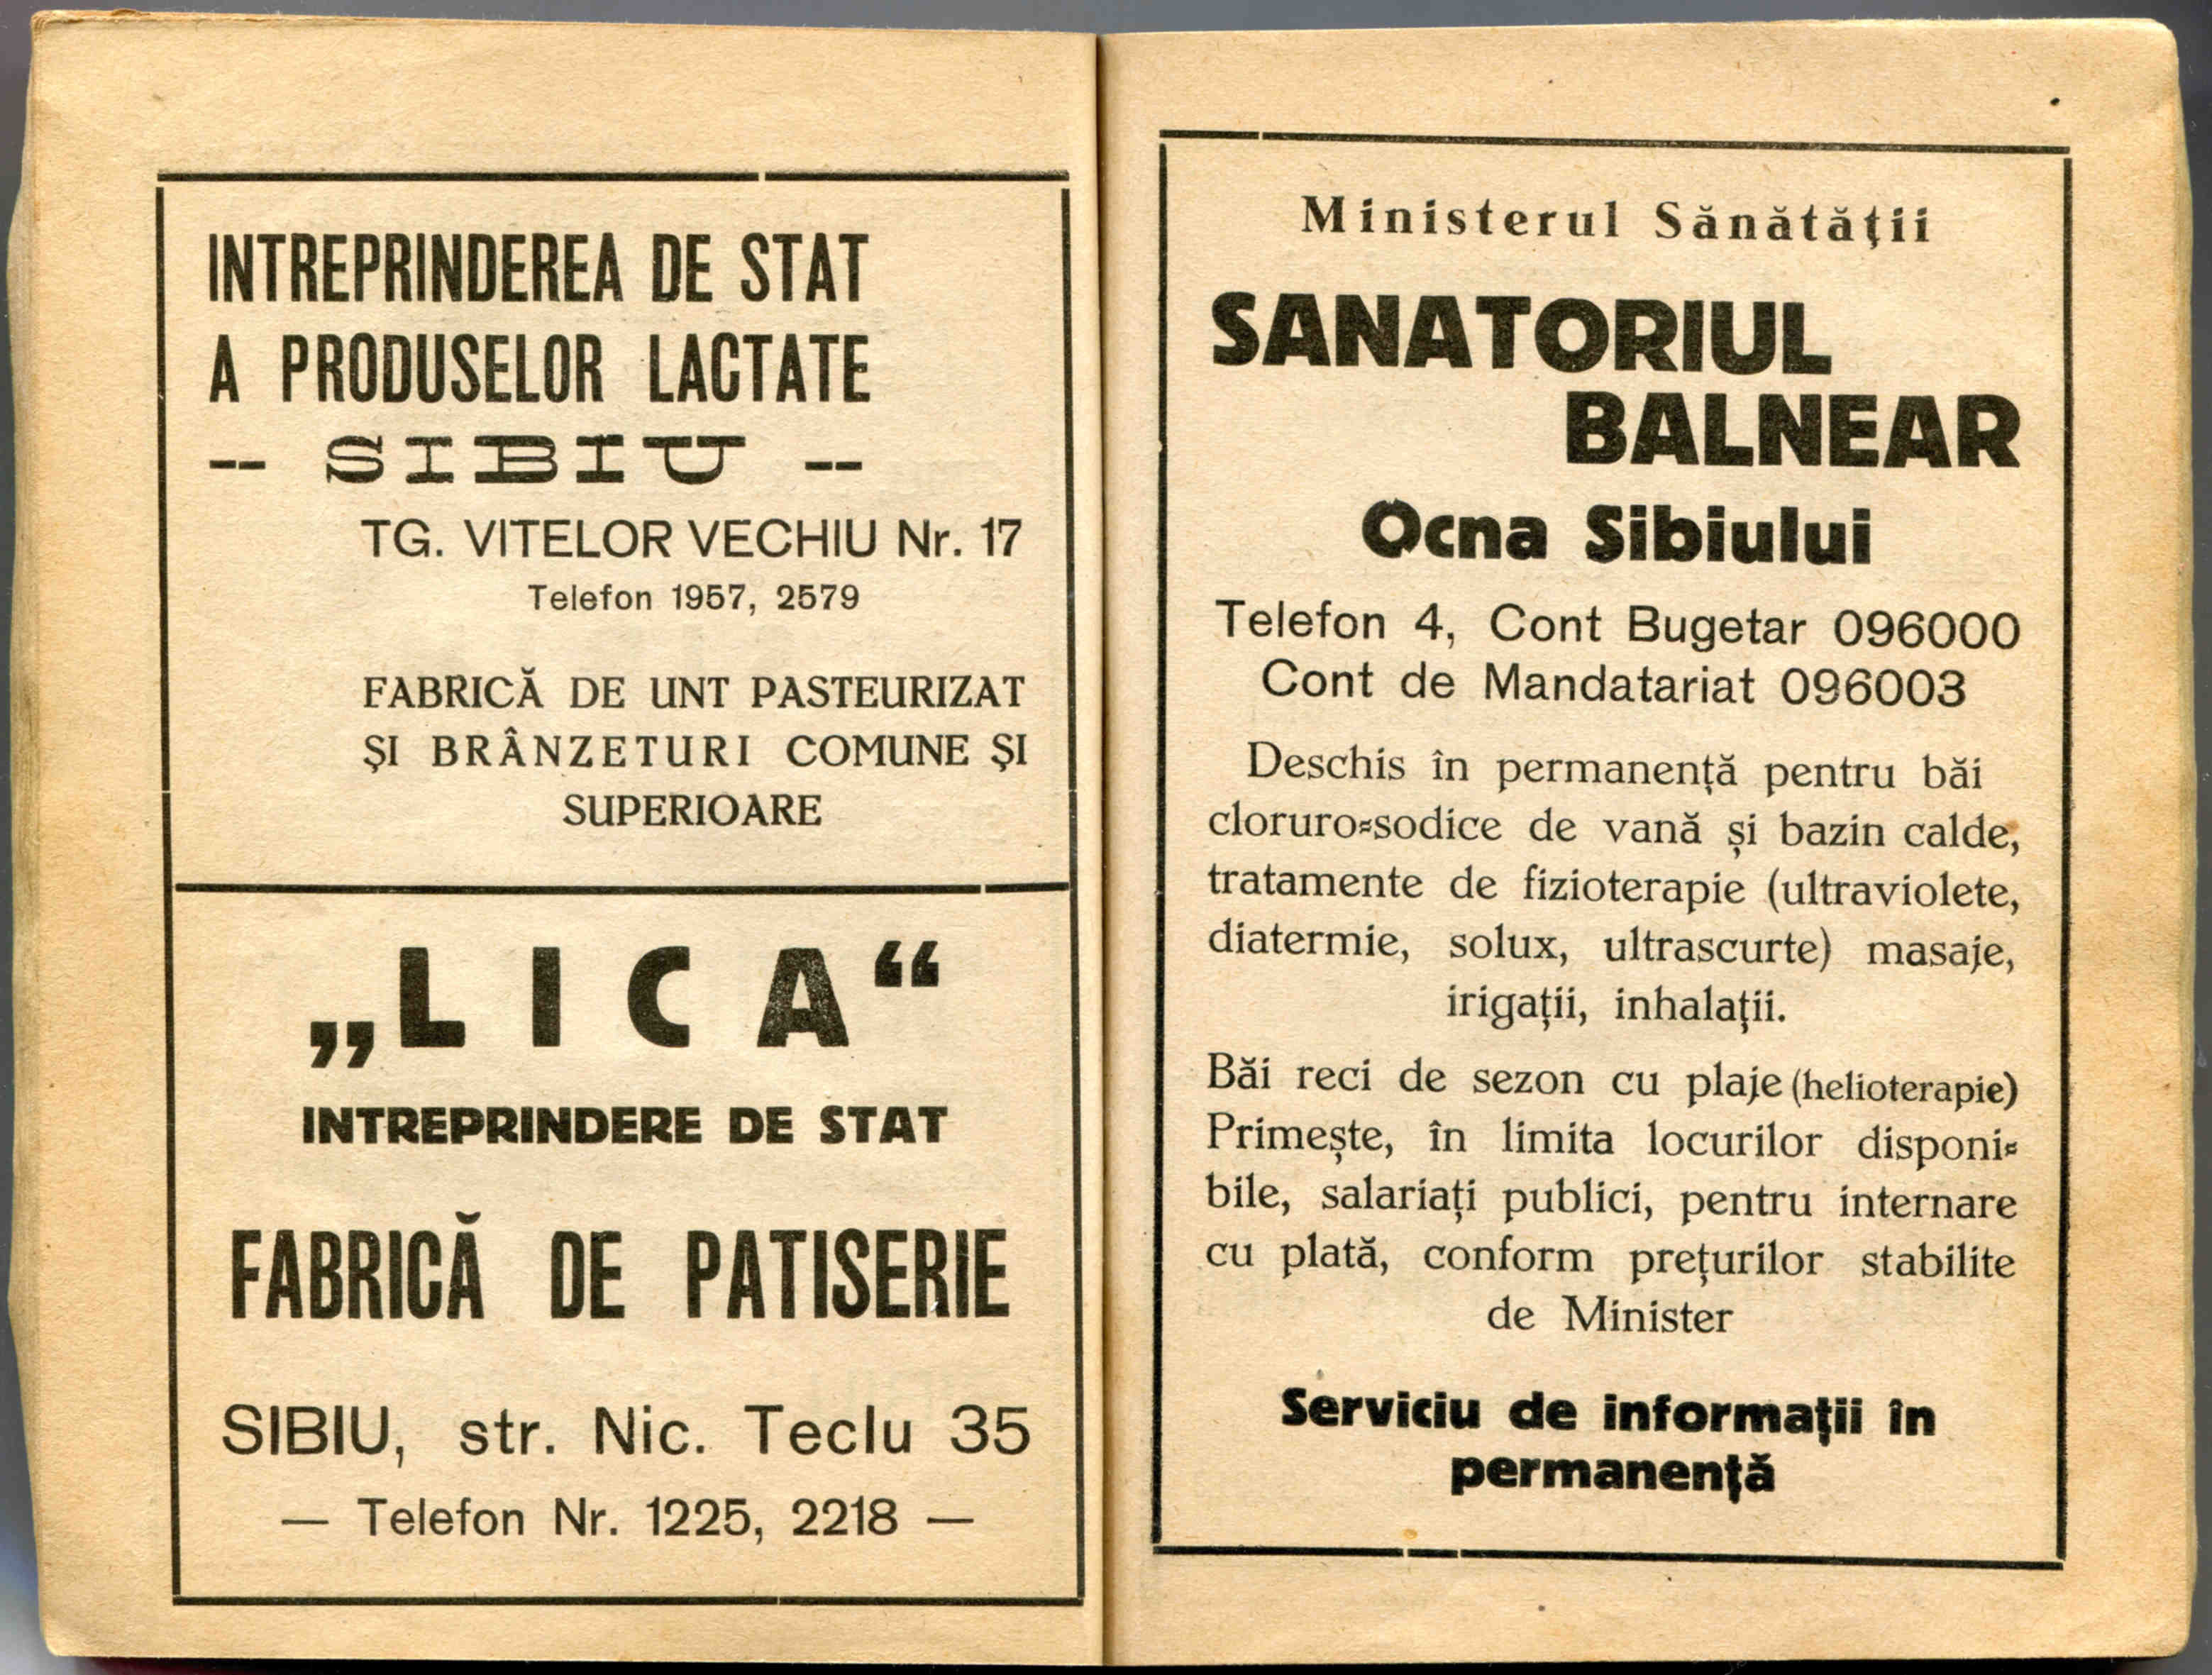 INTREPRINDEREA DE STAT
A PRODUSELOR LACTATE
-- SIBIU --
TG. VITELOR VECHIU Nr. 17
Telefon 1957, 2579
FABRICĂ DE UNT PASTEURIZAT
ŞI BRÂNZETURI COMUNE ŞI
SUPERIOARE
„LICA“
INTREPRINDERE DE STAT
FABRICĂ DE PATISERIE
SIBIU, str. Nic. Teclu 35
— Telefon Nr. 1225, 2218 —
Ministerul Sănătăţii
SANATORIUL
BALNEAR
Ocna Sibiului
Telefon 4, Cont Bugetar 096000
Cont de Mandatariat 096003
Deschis în permanenţă pentru băi
cloruro-sodice de vană şi bazin calde,
tratamente de fizioterapie (ultraviolete,
diatermie, solux, ultrascurte) masaje,
irigaţii, inhalaţii.
Băi reci de sezon cu plaje (helioterapie)
Primeşte, în limita locurilor disponi-
bile, salariaţi publici, pentru internare
cu plată, conform preţurilor stabilite
de Minister
Serviciu de informaţii în
permanenţă